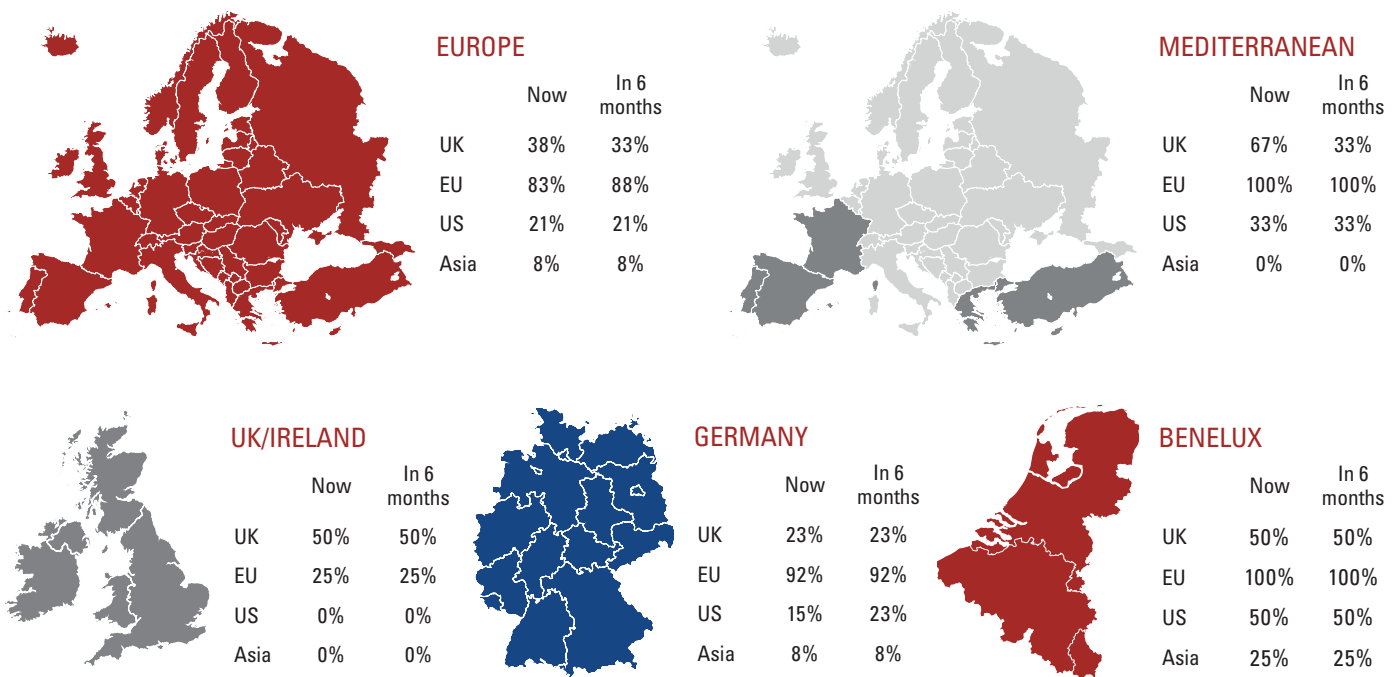 EUROPE
Now In 6 months
UK 38% 33%
EU 83% 88%
US 21% 21%
Asia 8% 8%
MEDITERRANEAN
Now In 6 months
UK 67% 33%
EU 100% 100%
US 33% 33%
Asia 0% 0%
UK/IRELAND
Now In 6 months
UK 50% 50%
EU 25% 25%
US 0% 0%
Asia 0% 0%
GERMANY
Now In 6 months
UK 23% 23%
EU 92% 92%
US 15% 23%
Asia 8% 8%
BENELUX
Now In 6 months
UK 50% 50%
EU 100% 100%
US 50% 50%
Asia 25% 25%